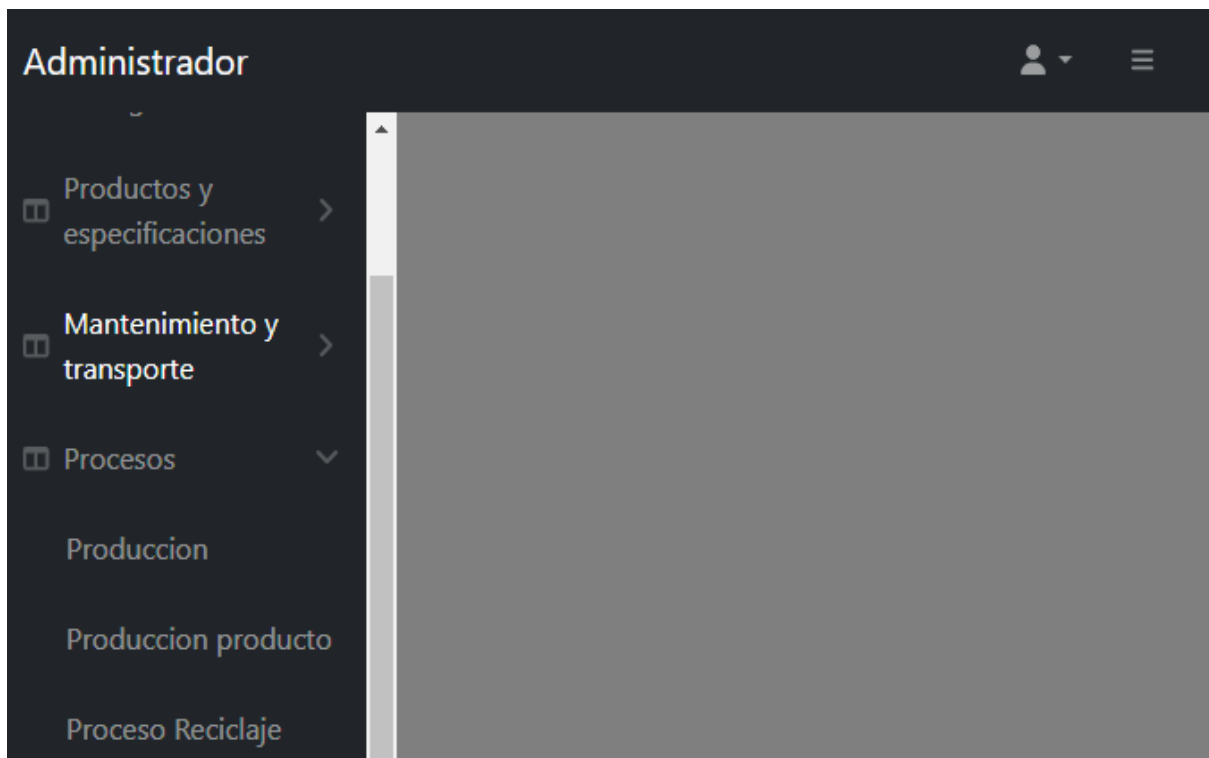 Administrador
Productos y
especificaciones
Mantenimiento y
transporte
Procesos
Produccion
Produccion producto
Proceso Reciclaje